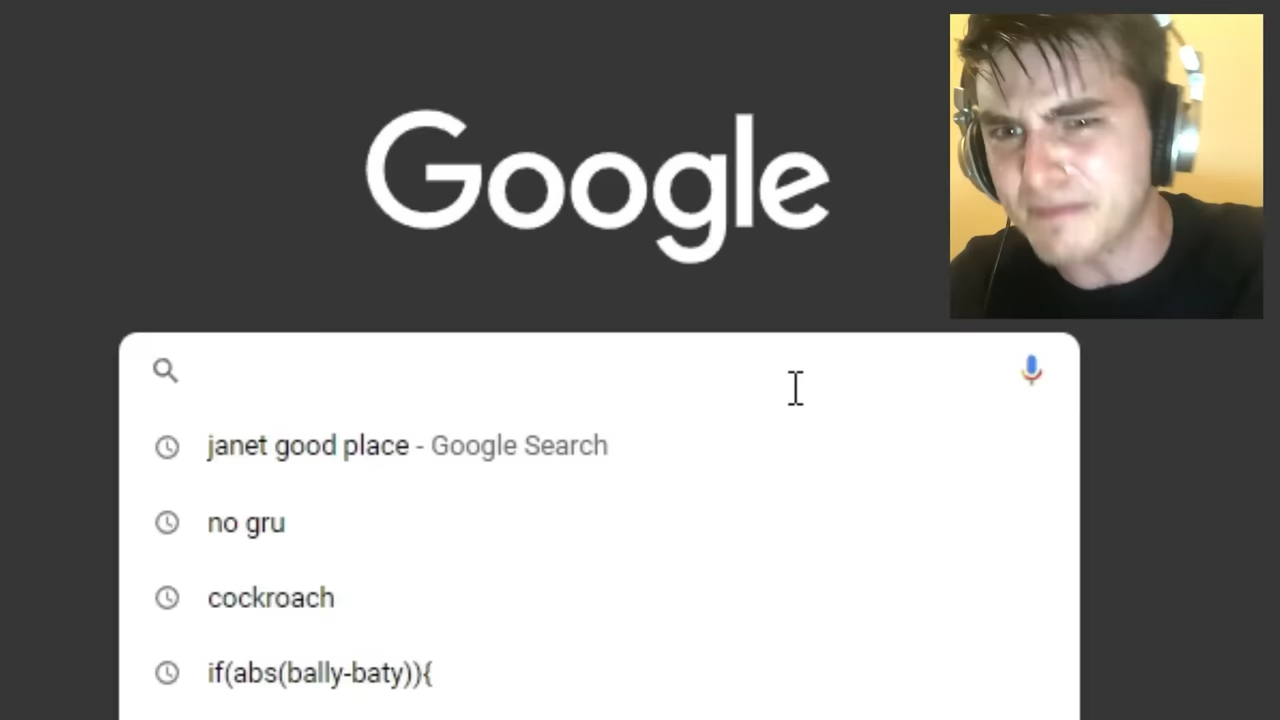 Google
janet good place - Google Search
no gru
cockroach
if(abs(bally-baty)){